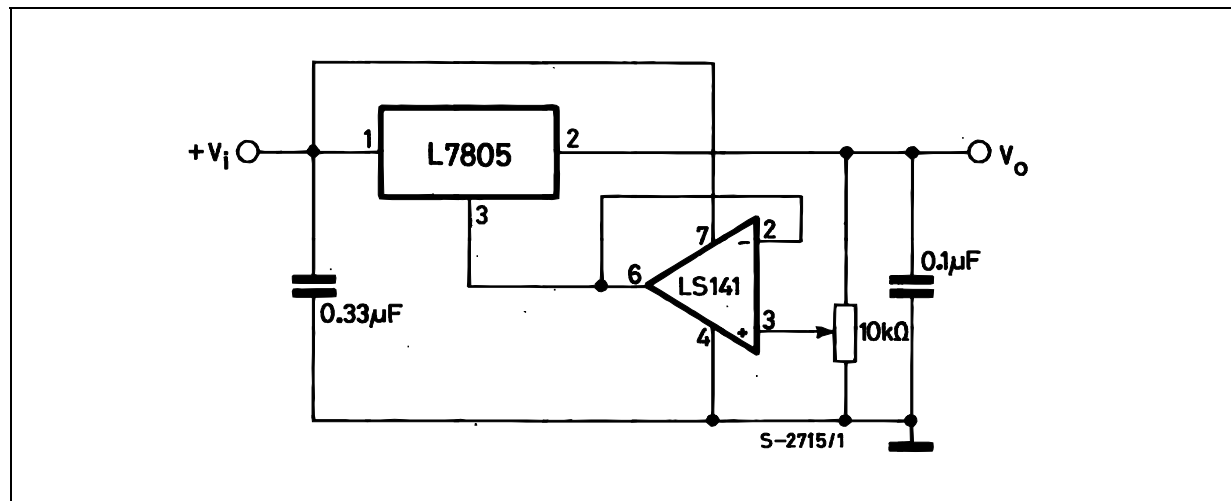 +Vi
1
L7805
2
Vo
3
7
2
-
6
LS141
0.1µF
0.33µF
4
+
3
10kΩ
S-2715/1